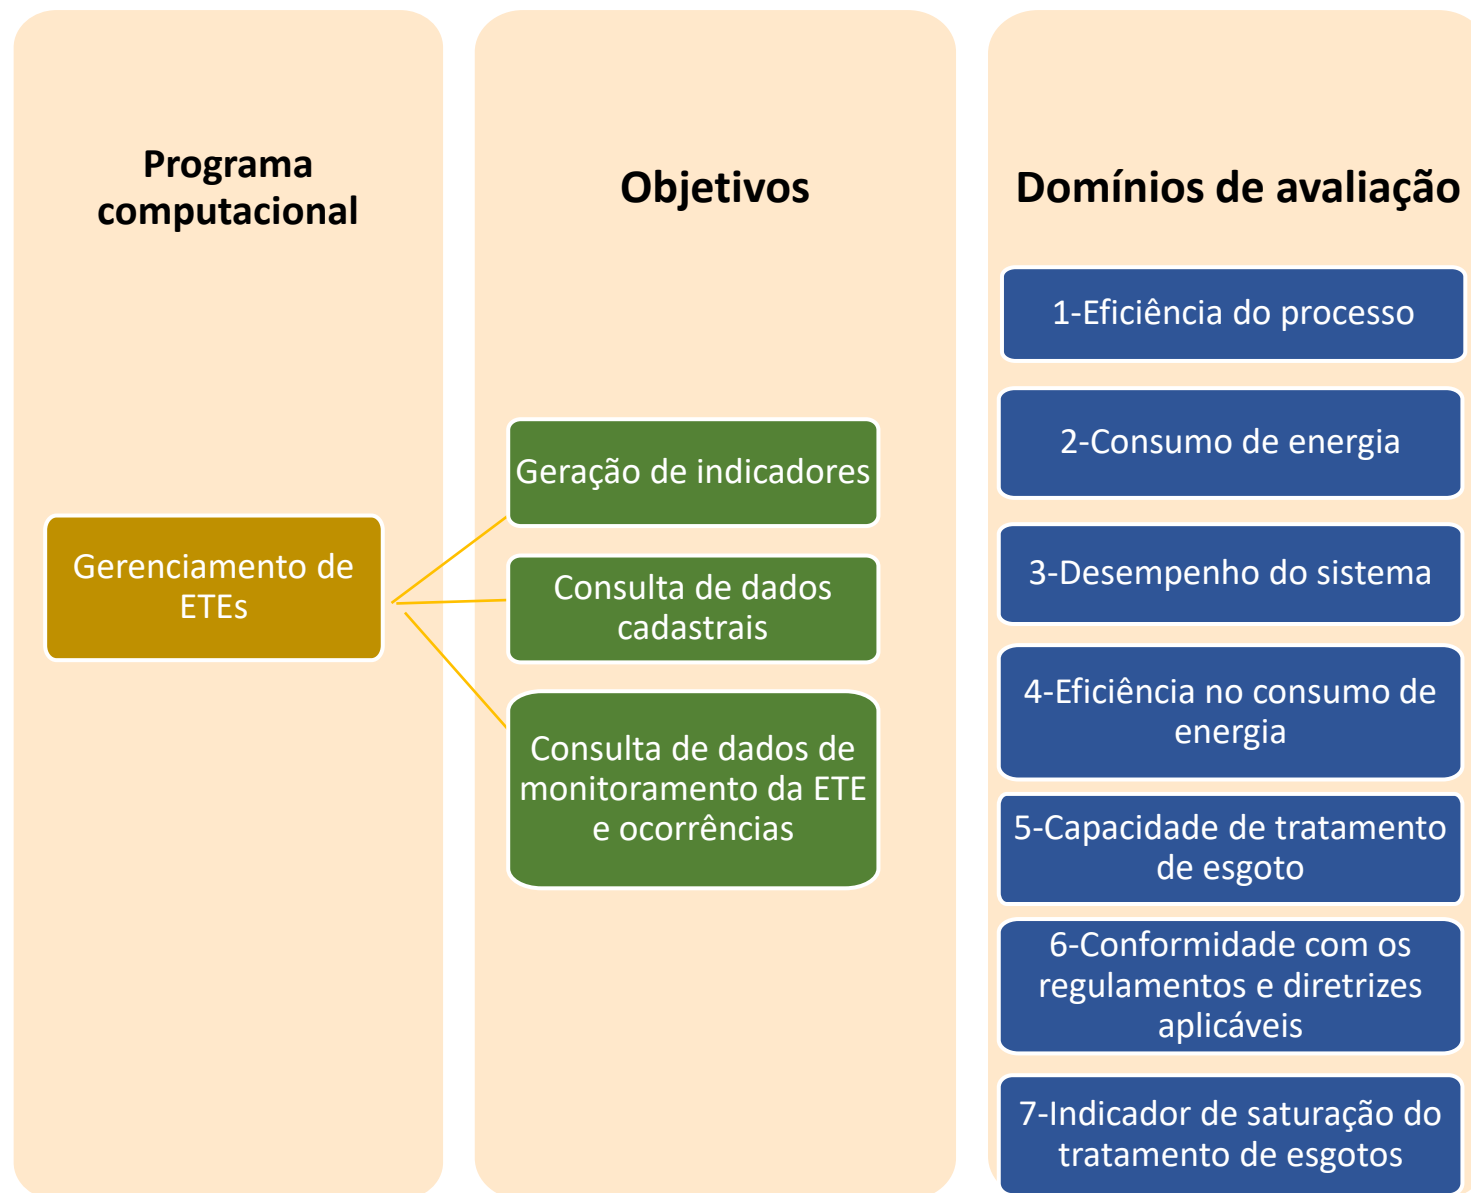 Programa
computacional
Gerenciamento de
ETEs
Objetivos
Geração de indicadores
Consulta de dados
cadastrais
Consulta de dados de
monitoramento da ETE
e ocorrências
Domínios de avaliação
1-Eficiência do processo
2-Consumo de energia
3-Desempenho do sistema
4-Eficiência no consumo de
energia
5-Capacidade de tratamento
de esgoto
6-Conformidade com os
regulamentos e diretrizes
aplicáveis
7-Indicador de saturação do
tratamento de esgotos